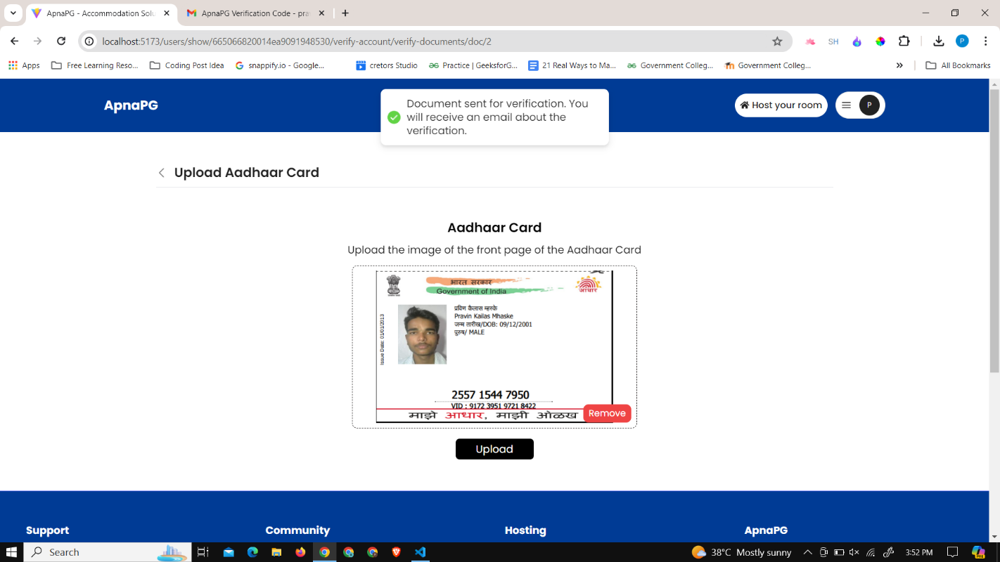 ApnaPG - Accommodation Solu
ApnaPG Verification Code - pra
localhost:5173/users/show/665066820014ea9091948530/verify-account/verify-documents/doc/2
SH
P
Apps
Free Learning Reso...
Coding Post Idea
snappify.io - Google...
cretors Studio
Practice | GeeksforG...
21 Real Ways to Ma...
Government Colleg...
Government Colleg...
All Bookmarks
ApnaPG
Document sent for verification. You
will receive an email about the
verification.
Host your room
P
Upload Aadhaar Card
Aadhaar Card
Upload the image of the front page of the Aadhaar Card
भारत सरकार
Government of India
आधार
Issue Date: 01/01/2013
प्रविण कैलास म्हस्के
Pravin Kailas Mhaske
जन्म तारीख/DOB: 09/12/2001
पुरुष/ MALE
2557 1544 7950
VID : 9172 3951 9721 8422
माझे आधार, माझी ओळख
Remove
Upload
Support
Community
Hosting
ApnaPG
Search
38°C Mostly sunny
3:52 PM
PRE